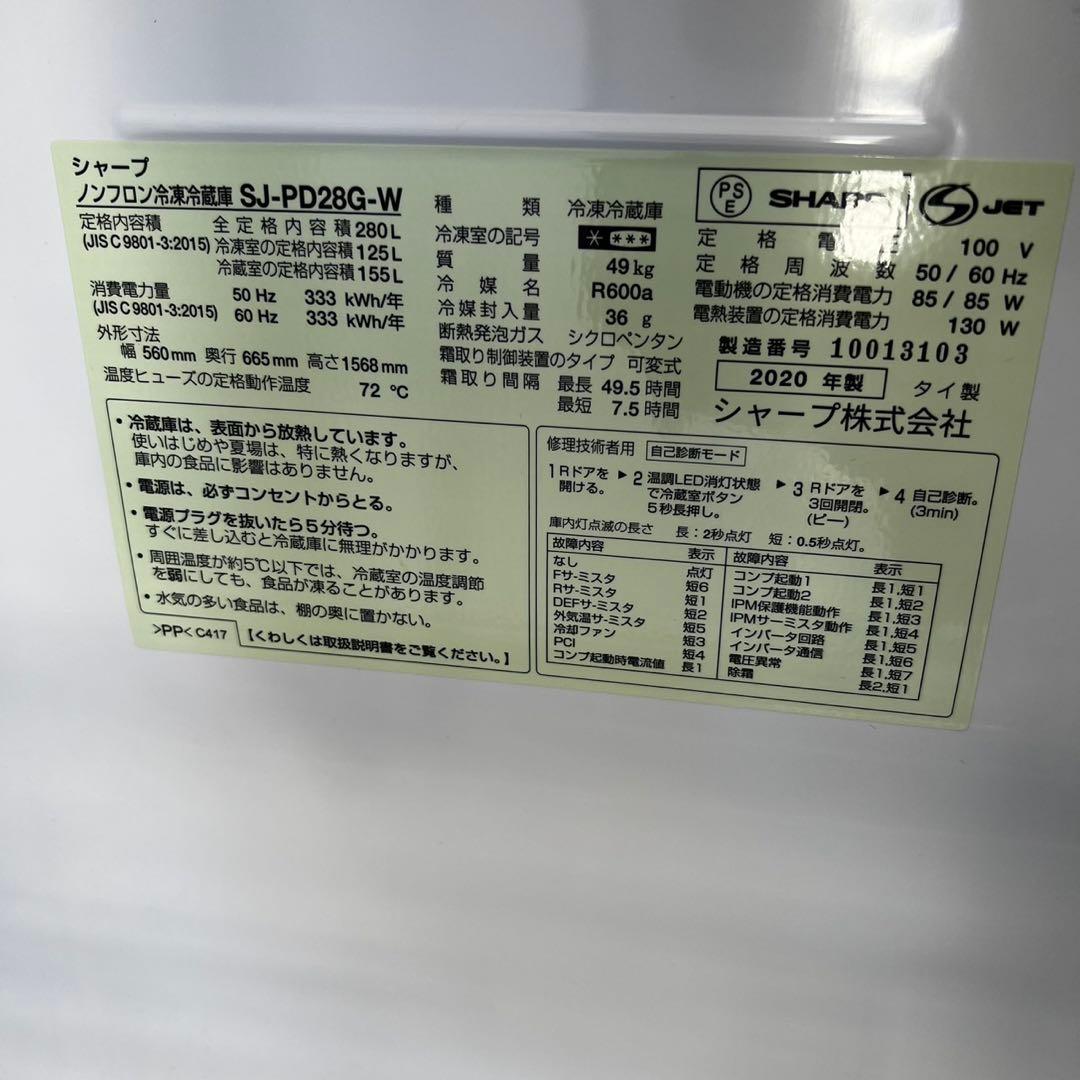 シャープ
ノンフロン冷凍冷蔵庫 SJ-PD28G-W
定格内容積 全定格内容積 280L
(JIS C 9801-3:2015) 冷凍室の定格内容積 125L
冷蔵室の定格内容積 155L
消費電力量 50 Hz 333 kWh/年
(JIS C 9801-3:2015) 60 Hz 333 kWh/年
外形寸法
幅 560mm 奥行 665mm 高さ 1568mm
温度ヒューズの定格動作温度 72 ℃
種類 冷凍冷蔵庫
冷凍室の記号 * ***
質量 49kg
冷媒名 R600a
冷媒封入量 36 g
断熱発泡ガス シクロペンタン
霜取り制御装置のタイプ 可変式
霜取り間隔 最長 49.5 時間
最短 7.5 時間
PSE SHARP JET
定格電圧 100 V
定格周波数 50 / 60 Hz
電動機の定格消費電力 85 / 85 W
電熱装置の定格消費電力 130 W
製造番号 10013103
2020 年製 タイ製
シャープ株式会社
・冷蔵庫は、表面から放熱しています。
使いはじめや夏場は、特に熱くなりますが、
庫内の食品に影響はありません。
・電源は、必ずコンセントからとる。
・電源プラグを抜いたら5分待つ。
すぐに差し込むと冷蔵庫に無理がかかります。
・周囲温度が約5℃以下では、冷蔵室の温度調節
を弱にしても、食品が凍ることがあります。
・水気の多い食品は、棚の奥に置かない。
>PP< C417 【くわしくは取扱説明書をご覧ください。】
修理技術者用 自己診断モード
1 Rドアを開ける。 ▶ 2 温調LED消灯状態で冷蔵室ボタン5秒長押し。 ▶ 3 Rドアを3回開閉。(ピー) ▶ 4 自己診断。(3min)
庫内灯点滅の長さ 長：2秒点灯 短：0.5秒点灯。
故障内容 表示
なし 点灯
Fサ-ミスタ 短6
Rサ-ミスタ 短1
DEFサ-ミスタ 短2
外気温サ-ミスタ 短5
冷却ファン 短3
PCI 短4
コンプ起動時電流値 長1
故障内容 表示
コンプ起動1 長1.短1
コンプ起動2 長1.短2
IPM保護機能動作 長1.短3
IPMサーミスタ動作 長1.短4
インバータ回路 長1.短5
インバータ通信 長1.短6
電圧異常 長1.短7
除霜 長2.短1